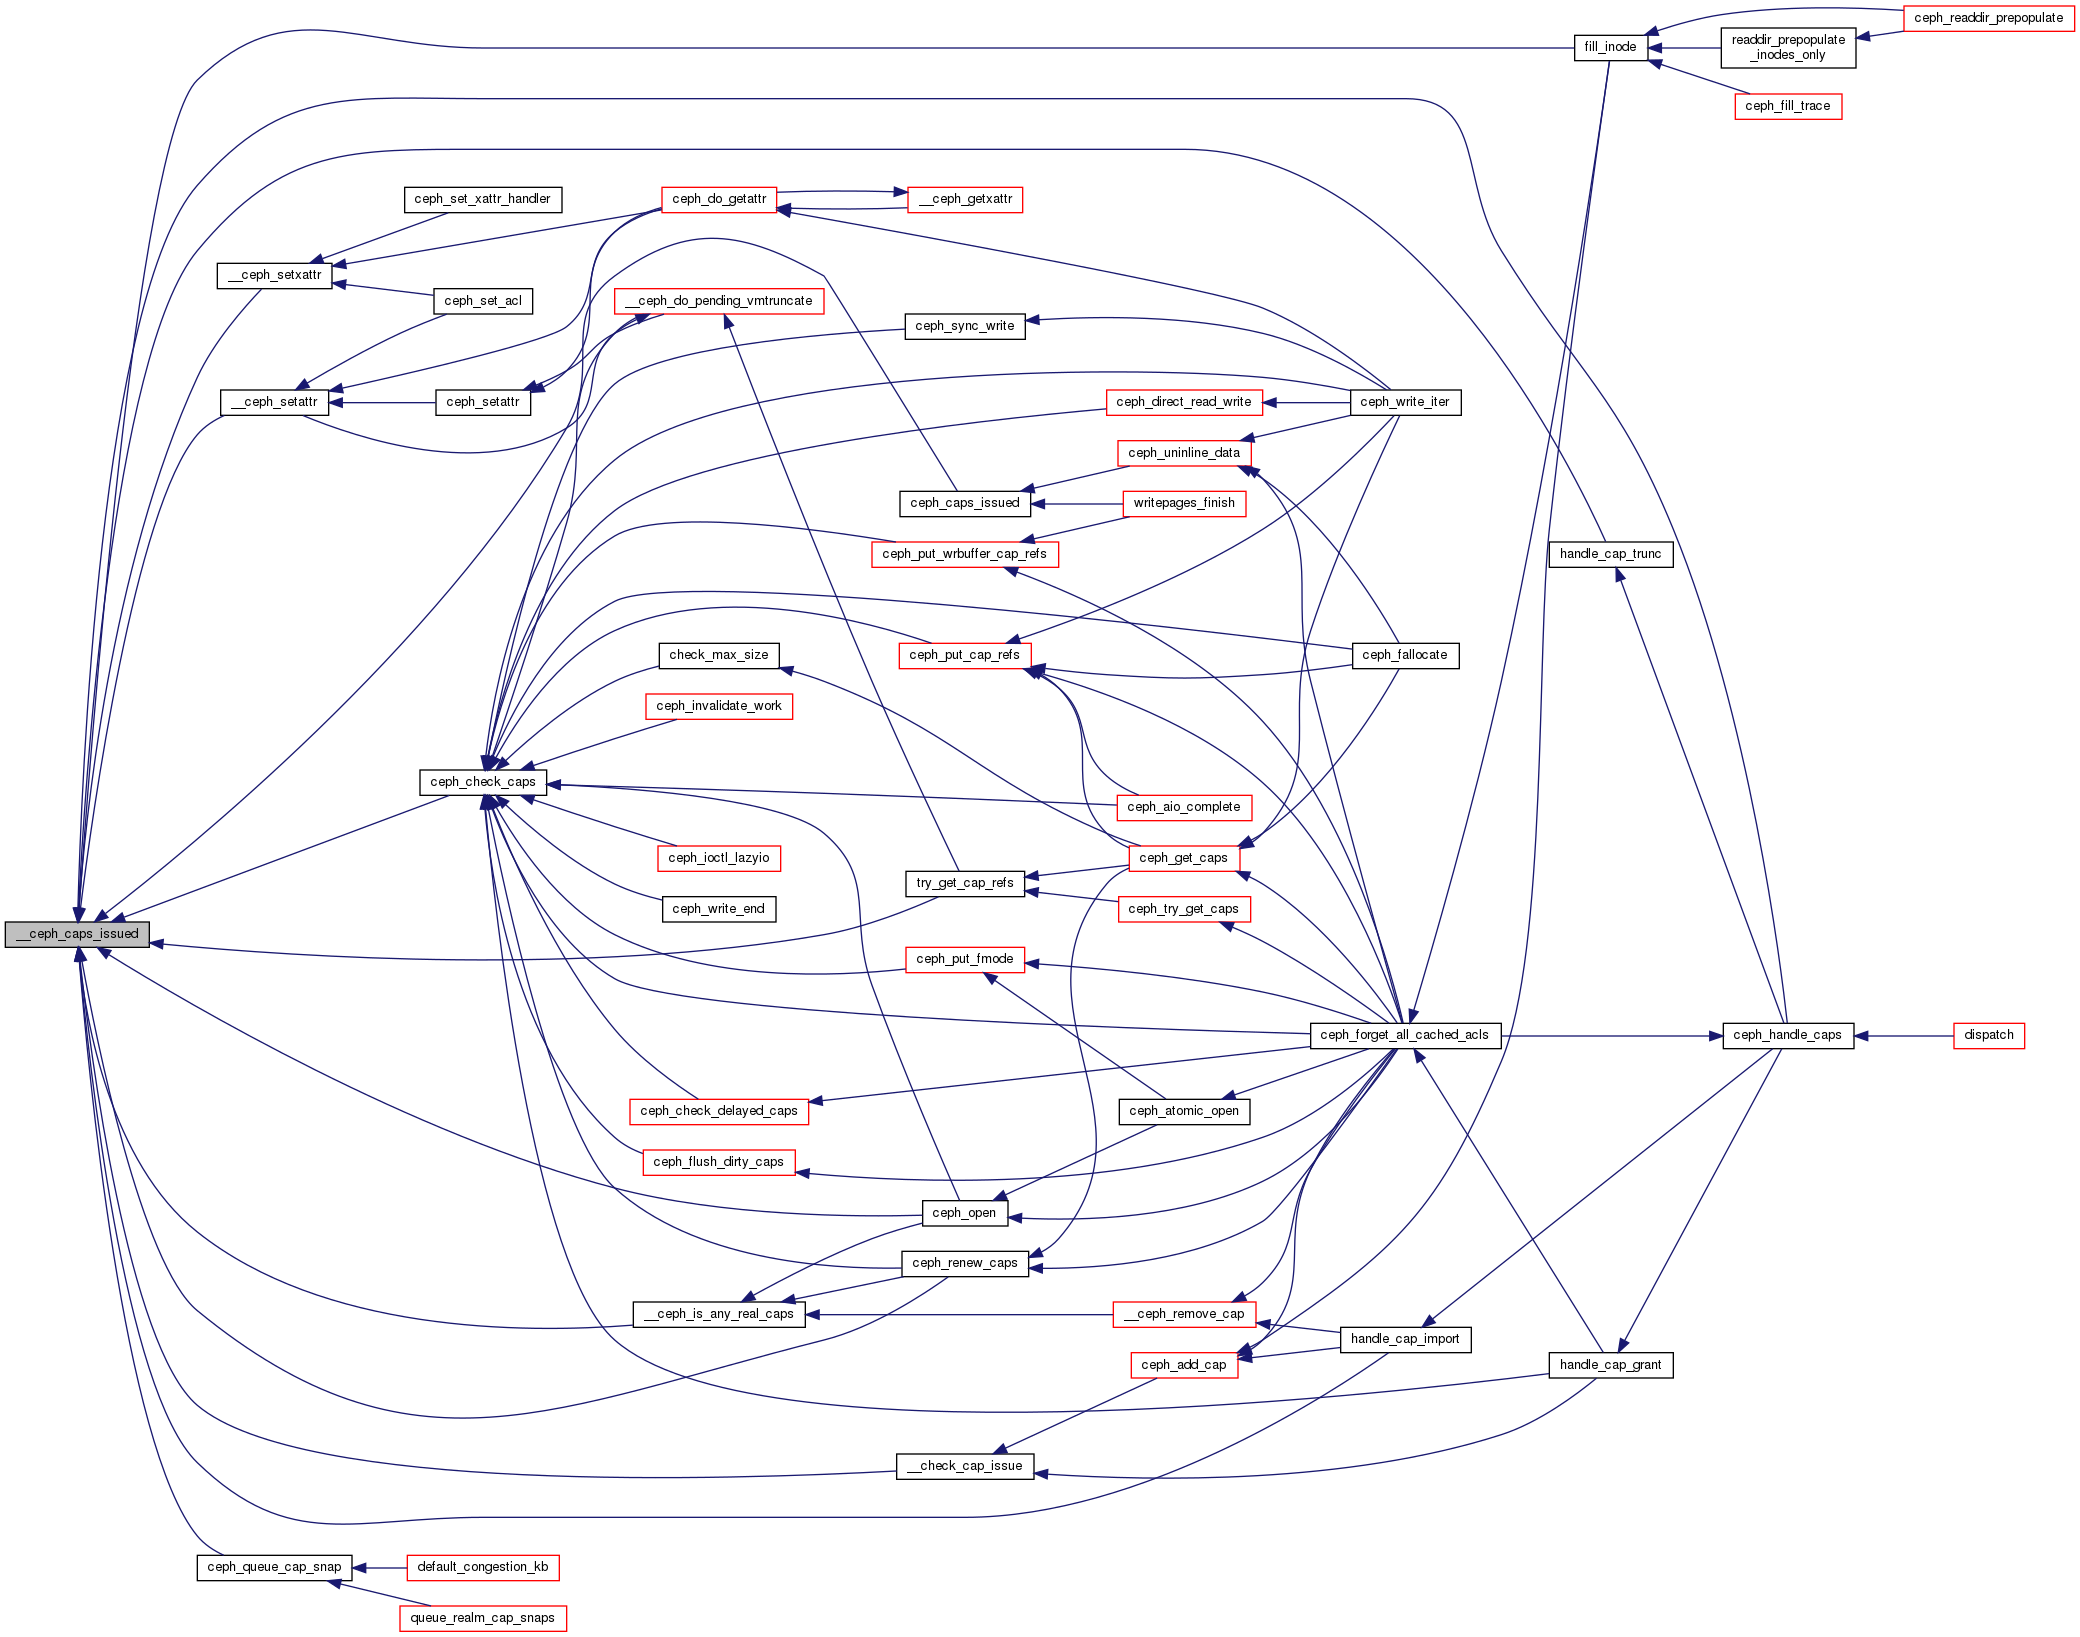 ceph_readdir_prepopulate
fill_inode
readdir_prepopulate
_inodes_only
ceph_fill_trace
ceph_set_xattr_handler
ceph_do_getattr
__ceph_getxattr
__ceph_setxattr
ceph_set_acl
__ceph_do_pending_vmtruncate
ceph_sync_write
__ceph_setattr
ceph_setattr
ceph_direct_read_write
ceph_write_iter
ceph_uninline_data
ceph_caps_issued
writepages_finish
ceph_put_wrbuffer_cap_refs
handle_cap_trunc
check_max_size
ceph_put_cap_refs
ceph_fallocate
ceph_invalidate_work
ceph_check_caps
ceph_aio_complete
ceph_ioctl_lazyio
ceph_get_caps
try_get_cap_refs
ceph_write_end
ceph_try_get_caps
__ceph_caps_issued
ceph_put_fmode
ceph_forget_all_cached_acls
ceph_handle_caps
dispatch
ceph_check_delayed_caps
ceph_atomic_open
ceph_flush_dirty_caps
ceph_open
ceph_renew_caps
__ceph_is_any_real_caps
__ceph_remove_cap
handle_cap_import
ceph_add_cap
handle_cap_grant
__check_cap_issue
ceph_queue_cap_snap
default_congestion_kb
queue_realm_cap_snaps